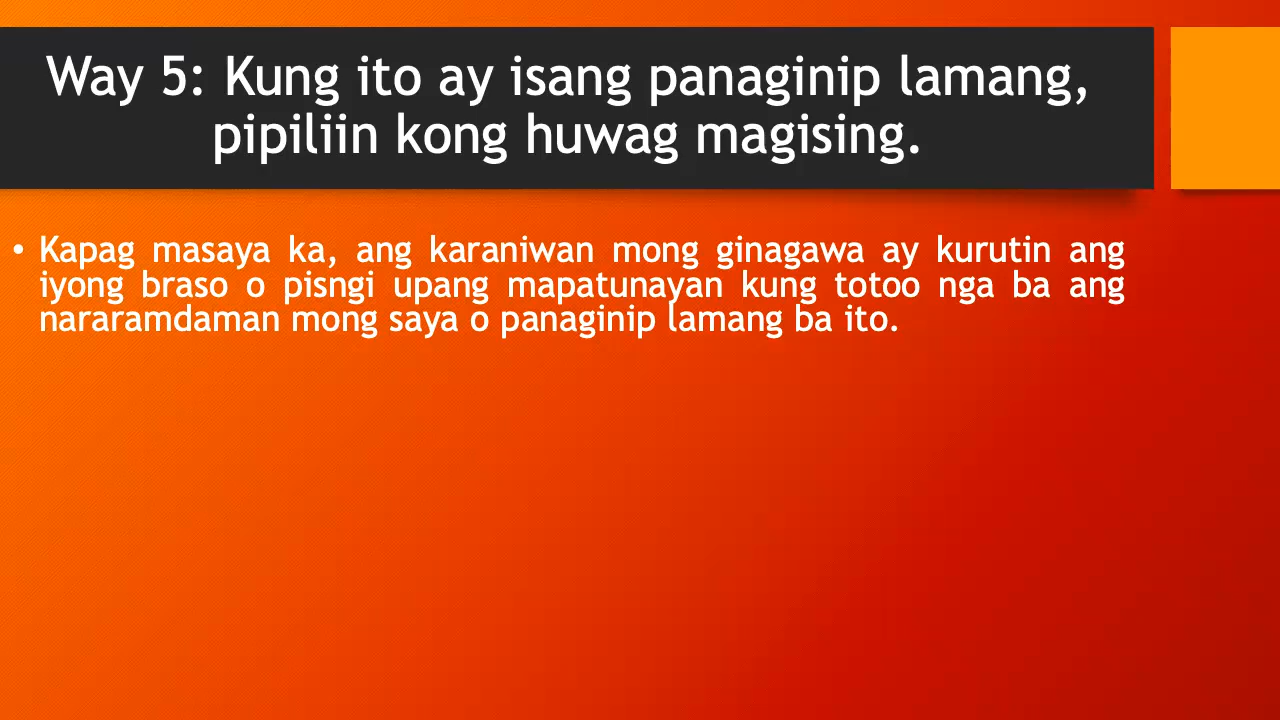 Way 5: Kung ito ay isang panaginip lamang,
pipiliin kong huwag magising.
• Kapag masaya ka, ang karaniwan mong ginagawa ay kurutin ang
iyong braso o pisngi upang mapatunayan kung totoo nga ba ang
nararamdaman mong saya o panaginip lamang ba ito.